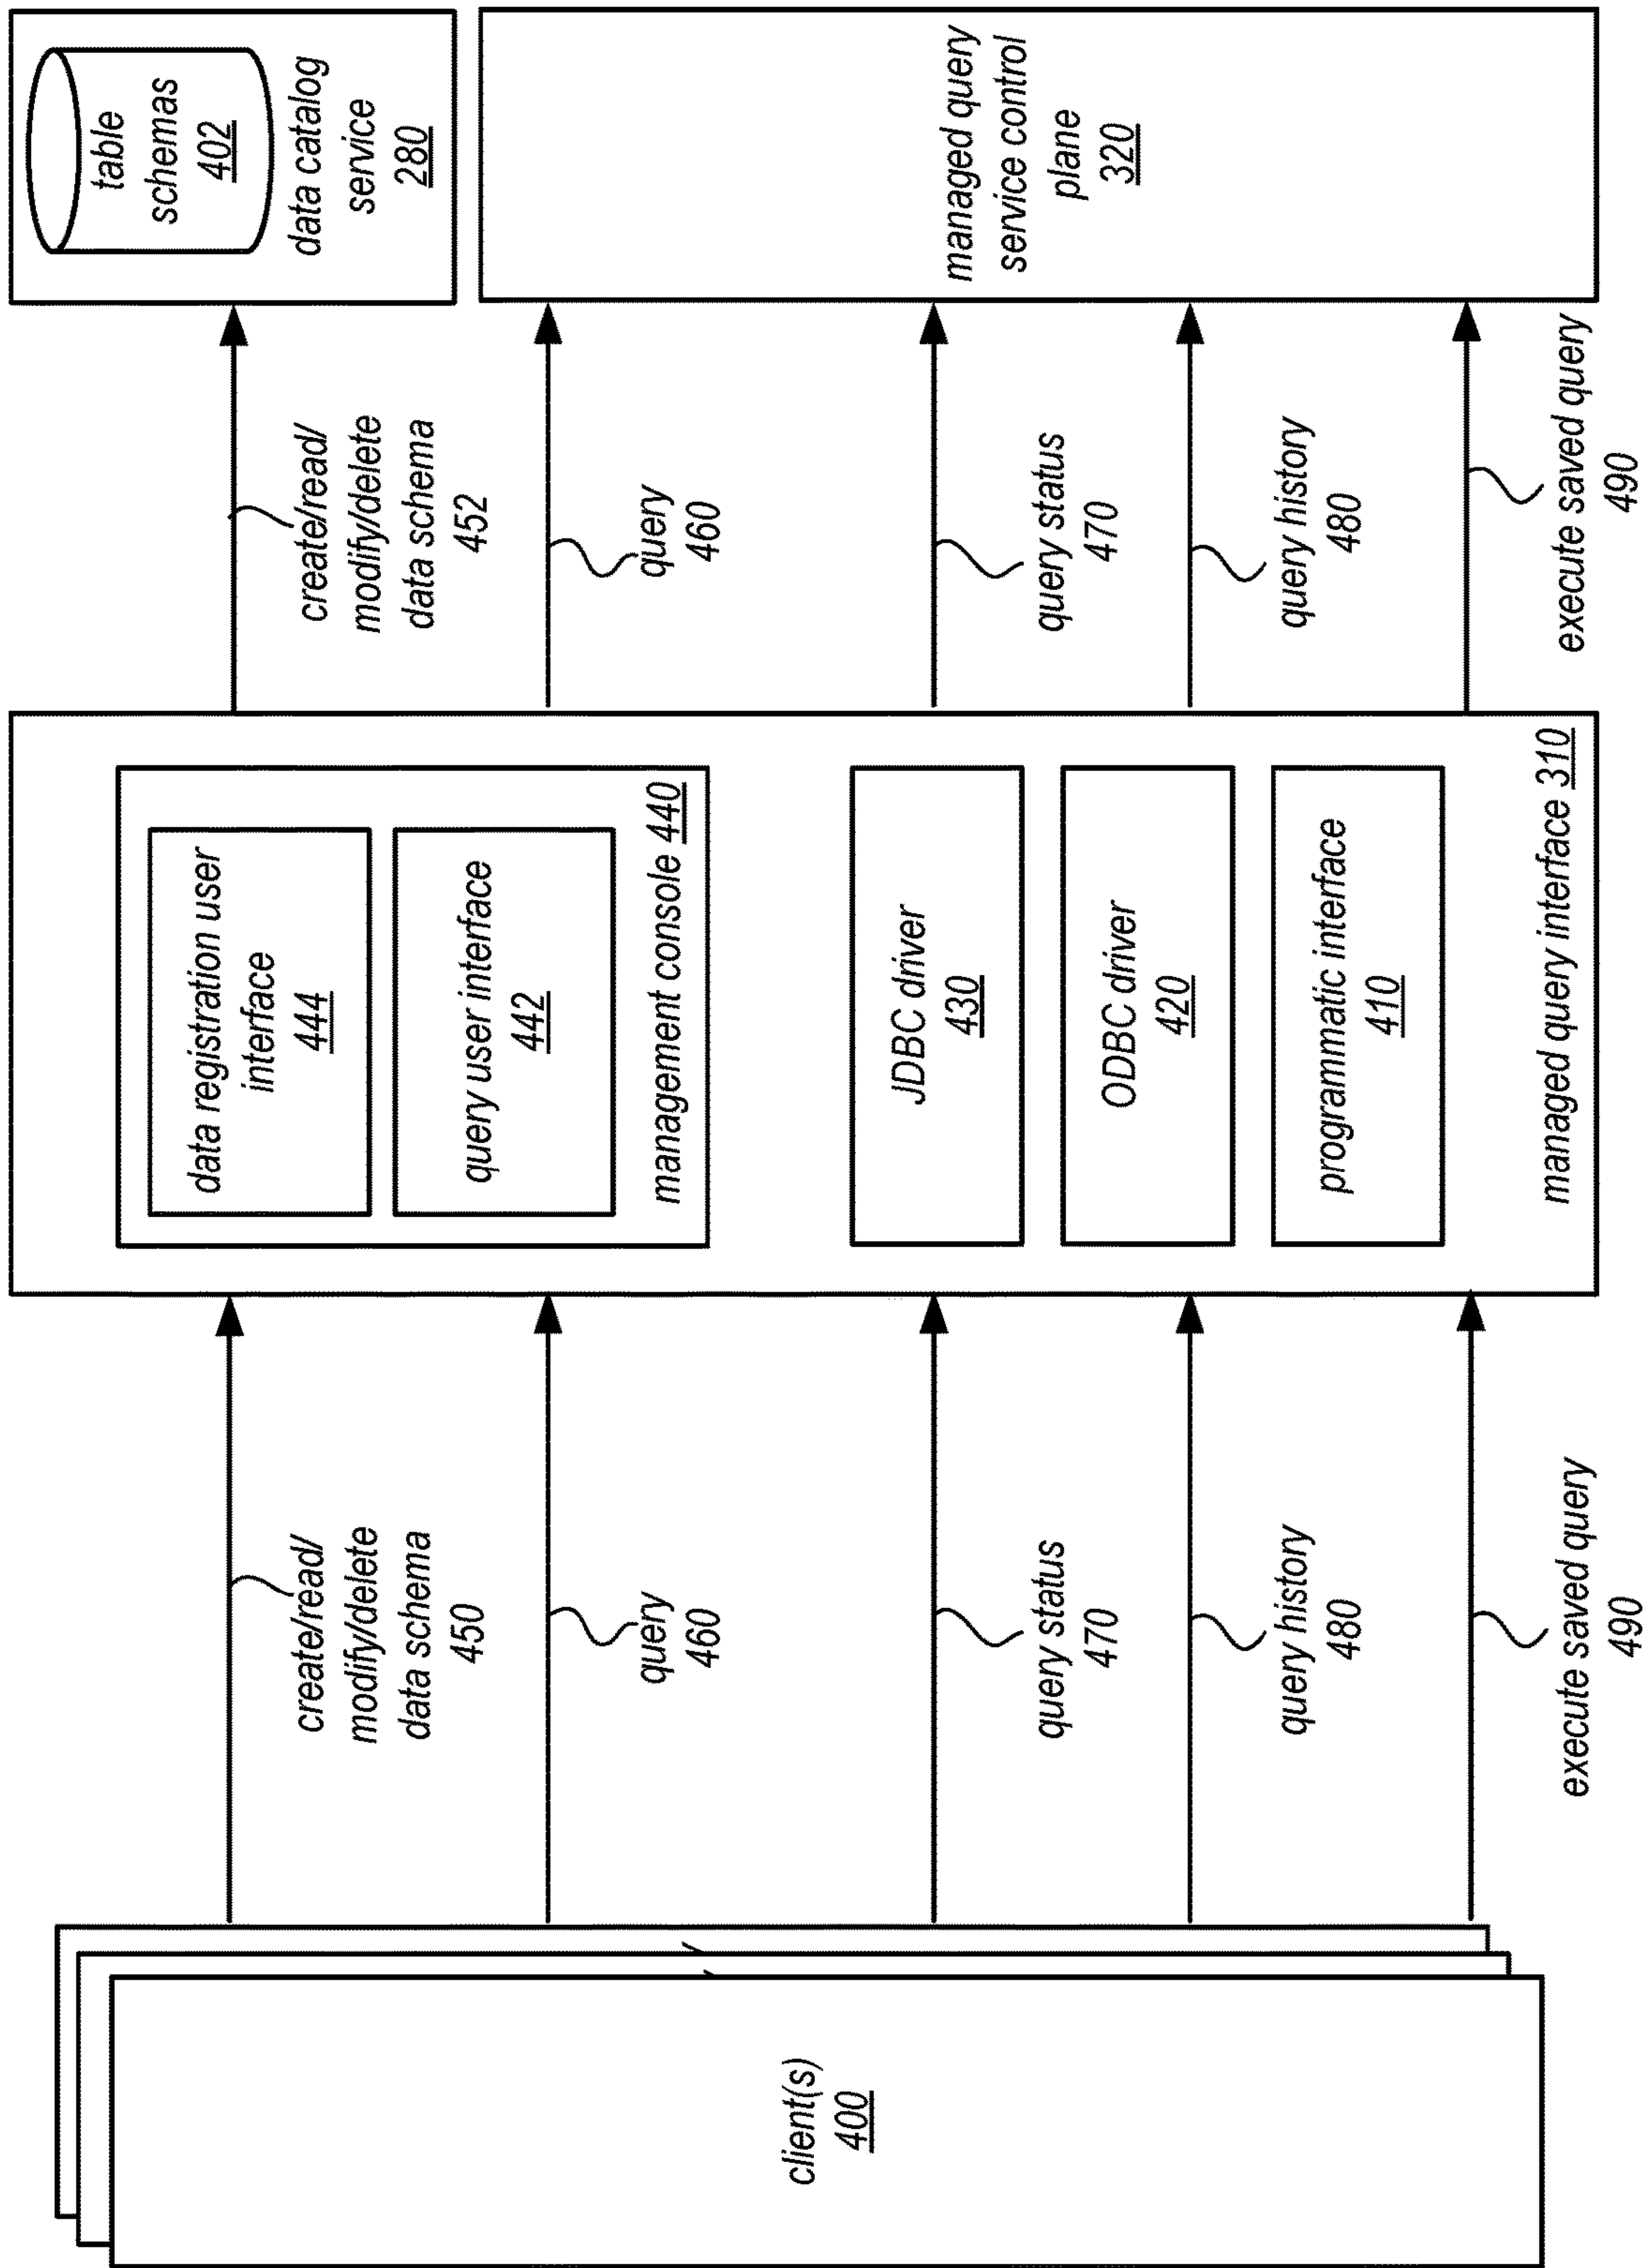 client(s)
400
create/read/
modify/delete
data schema
450
query
460
query status
470
query history
480
execute saved query
490
data registration user
interface
444
query user interface
442
management console 440
JDBC driver
430
ODBC driver
420
programmatic interface
410
managed query interface 310
create/read/
modify/delete
data schema
452
query
460
query status
470
query history
480
execute saved query
490
table
schemas
402
data catalog
service
280
managed query
service control
plane
320